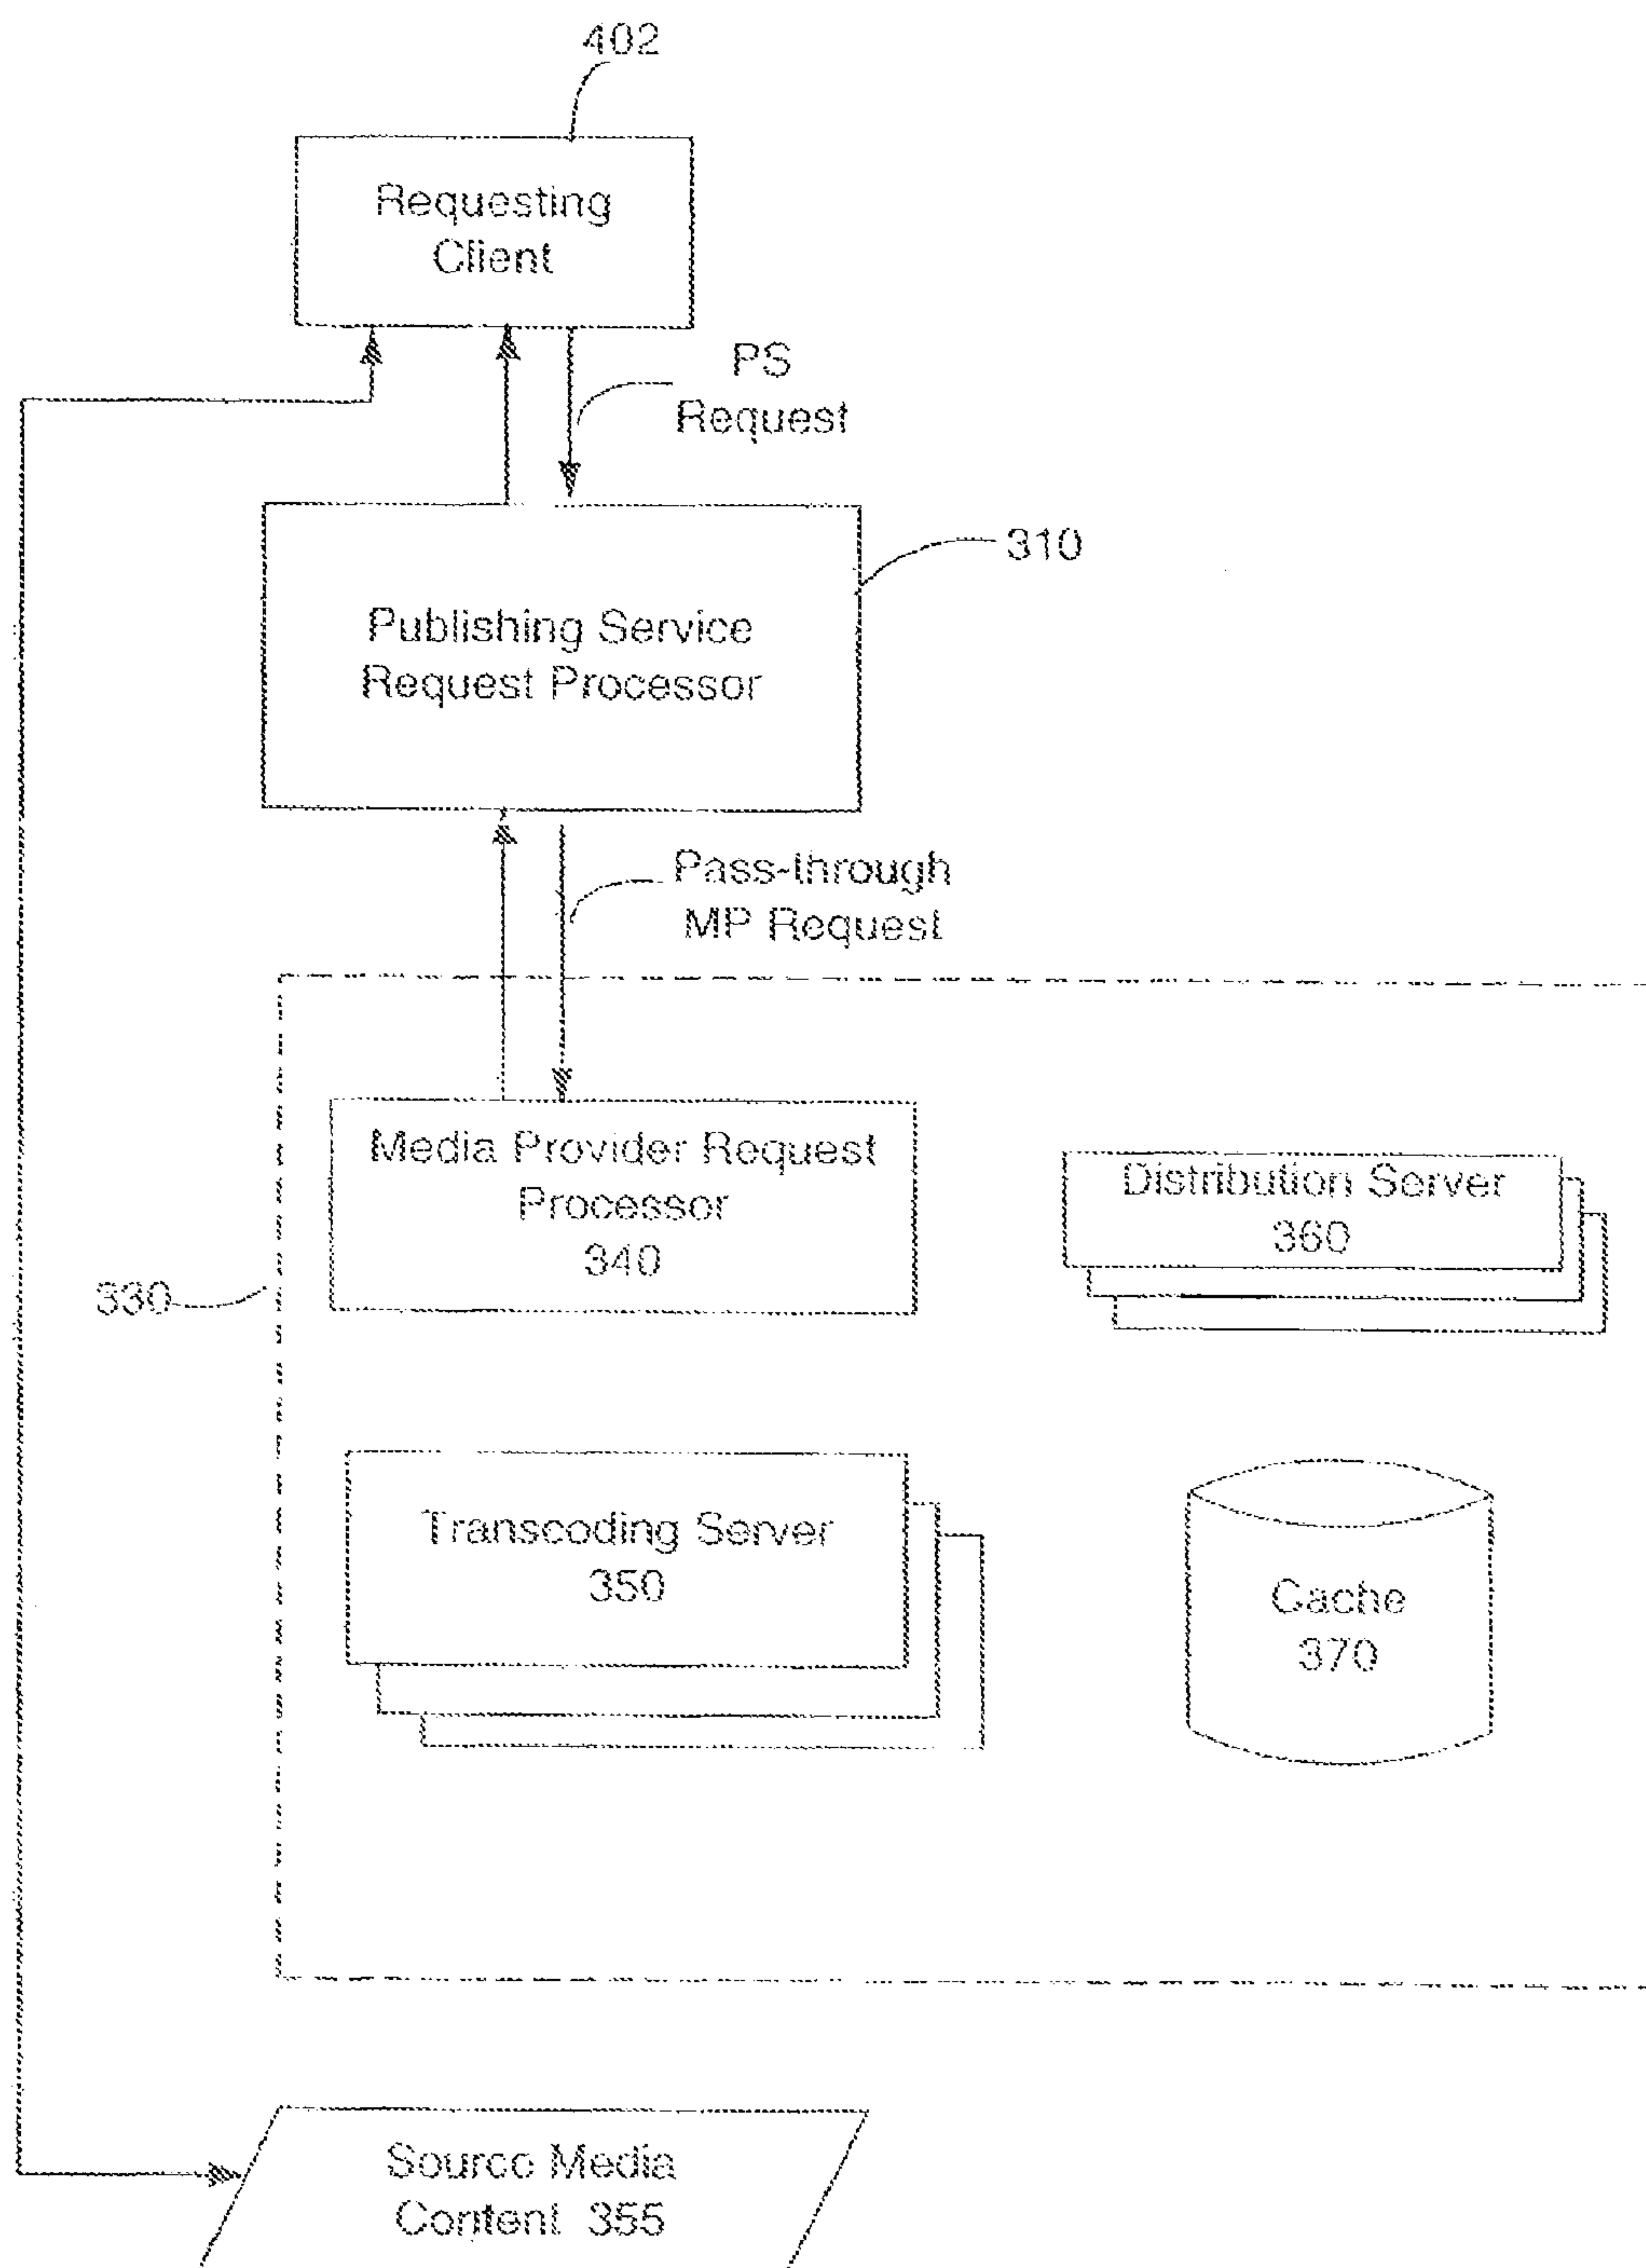 402
Requesting
Client
PS
Request
310
Publishing Service
Request Processor
Pass-through
MP Request
Media Provider Request
Processor
340
Distribution Server
360
330
Transcoding Server
350
Cache
370
Source Media
Content 355